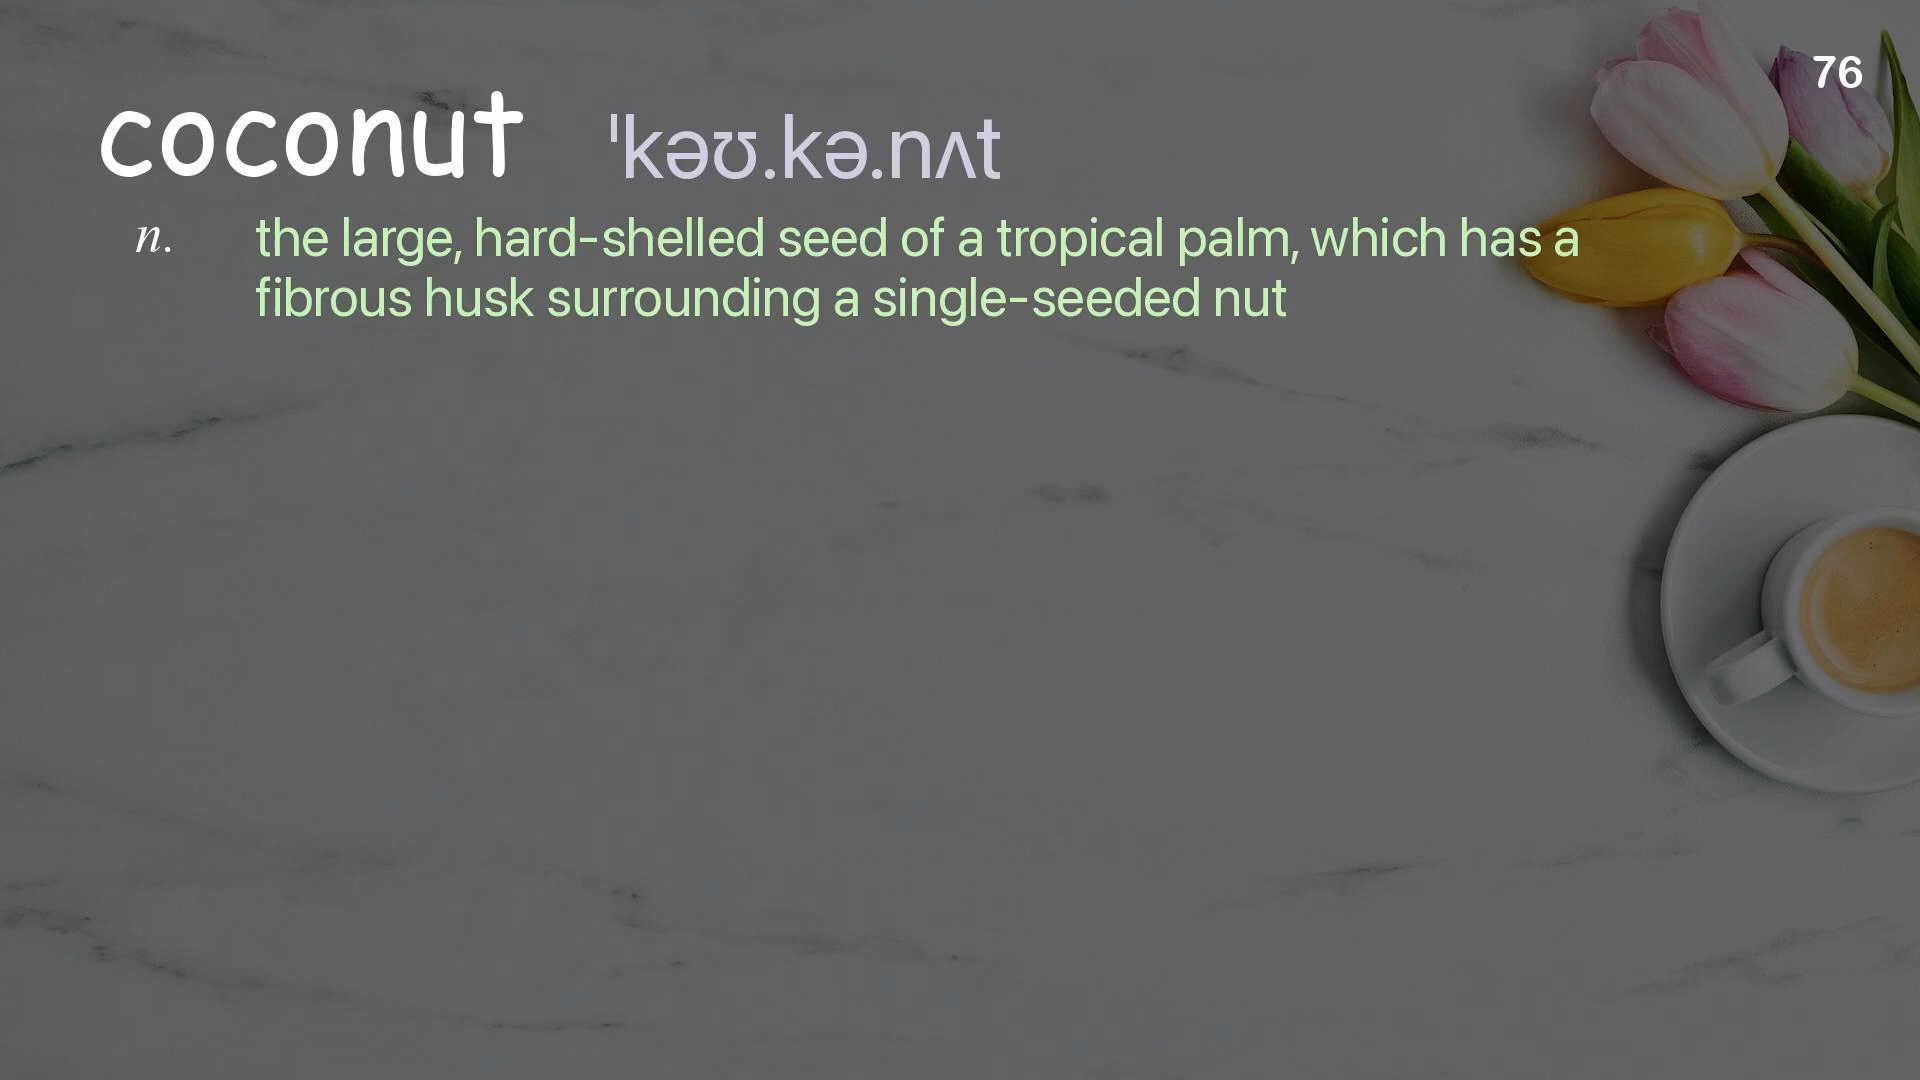 76
coconut ˈkəʊ.kə.nʌt
n. the large, hard-shelled seed of a tropical palm, which has a
fibrous husk surrounding a single-seeded nut